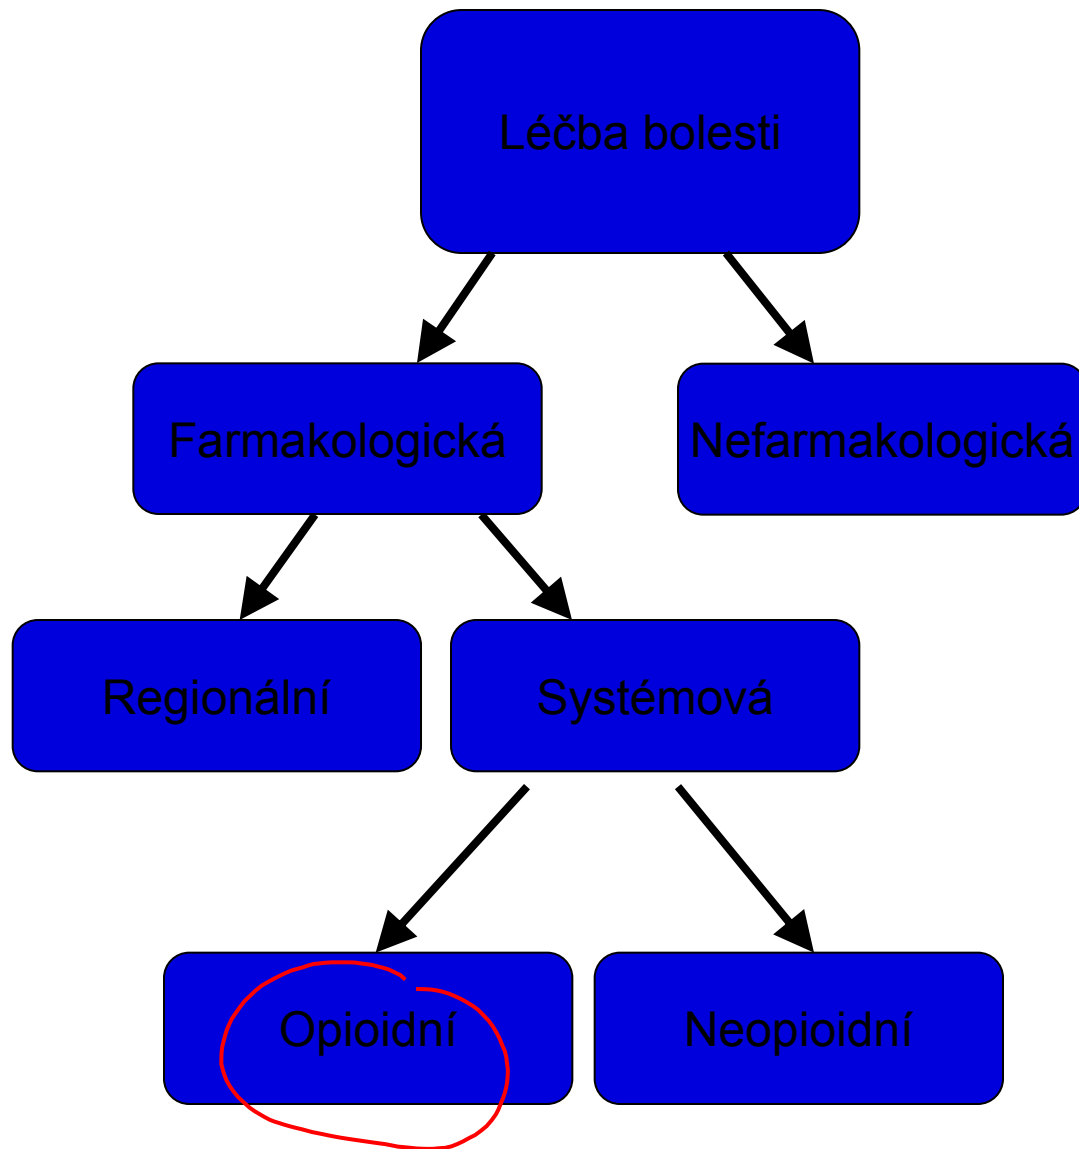 Léčba bolesti
Farmakologická
Nefarmakologická
Regionální
Systémová
Opioidní
Neopioidní